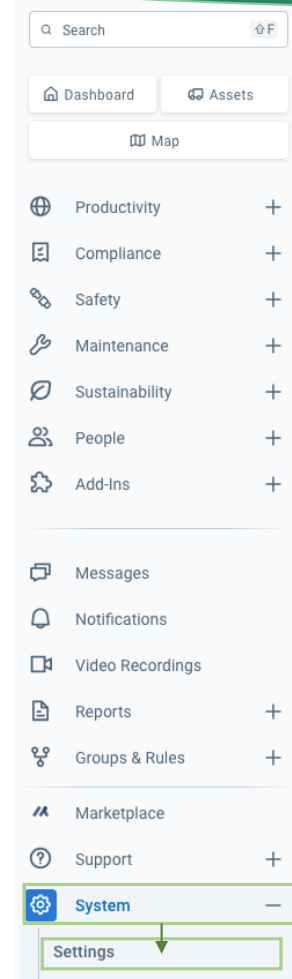 Search ⇧ F
Dashboard Assets
Map
Productivity
Compliance
Safety
Maintenance
Sustainability
People
Add-Ins
Messages
Notifications
Video Recordings
Reports
Groups & Rules
Marketplace
Support
System
Settings